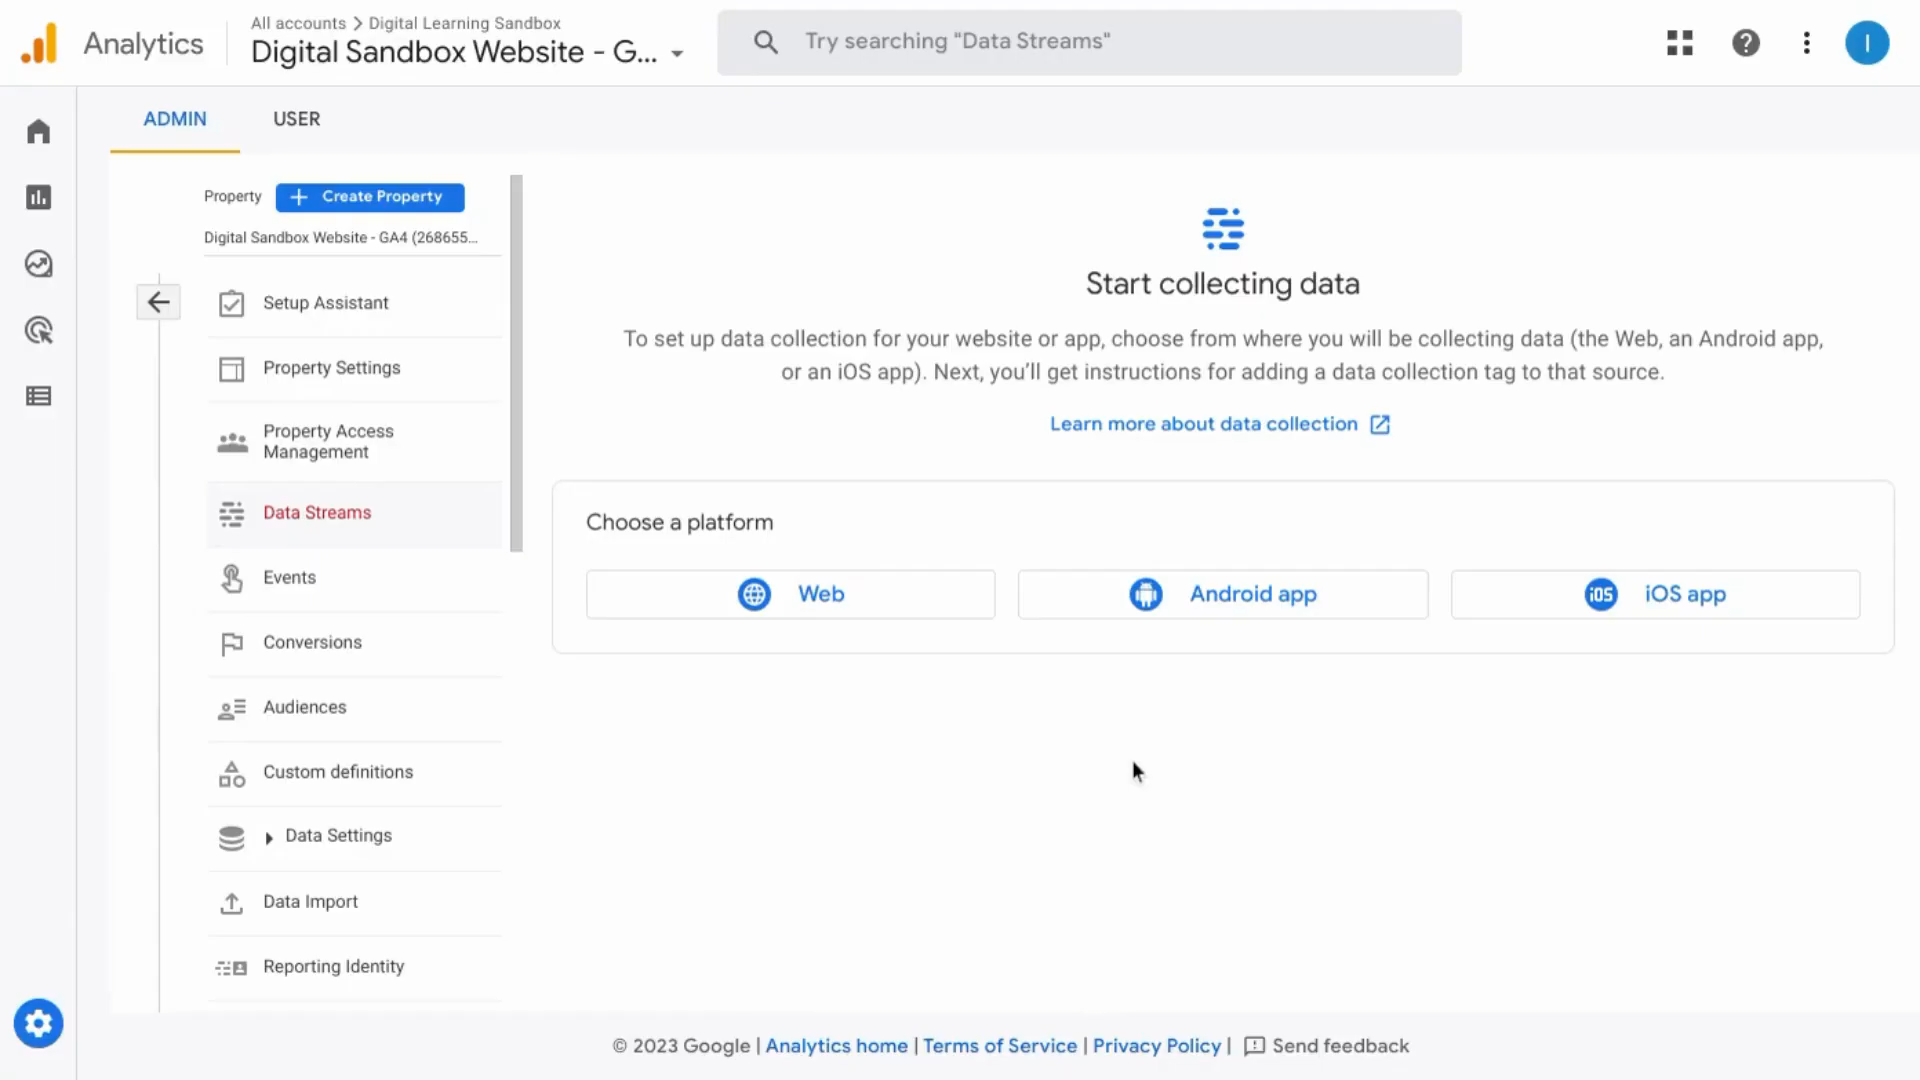 Analytics
All accounts > Digital Learning Sandbox
Digital Sandbox Website - G...
Try searching "Data Streams"
I
ADMIN
USER
Property
+ Create Property
Digital Sandbox Website - GA4 (268655...
Setup Assistant
Property Settings
Property Access
Management
Data Streams
Events
Conversions
Audiences
Custom definitions
Data Settings
Data Import
Reporting Identity
Start collecting data
To set up data collection for your website or app, choose from where you will be collecting data (the Web, an Android app,
or an iOS app). Next, you’ll get instructions for adding a data collection tag to that source.
Learn more about data collection
Choose a platform
Web
Android app
iOS iOS app
© 2023 Google | Analytics home | Terms of Service | Privacy Policy | Send feedback